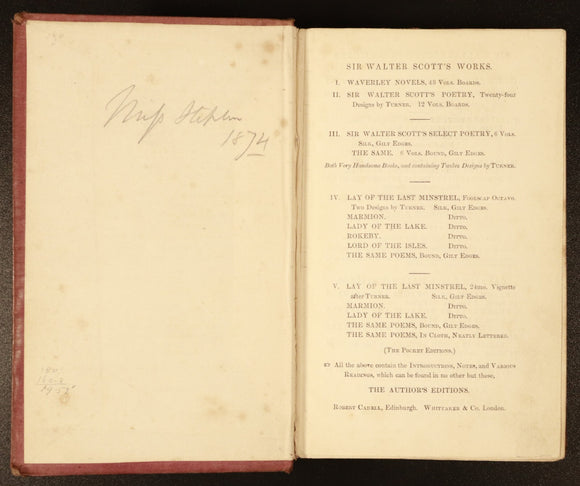 Miss Stephen
1874
SIR WALTER SCOTT'S WORKS.
I. WAVERLEY NOVELS, 48 Vols. Boards.
II. SIR WALTER SCOTT'S POETRY, Twenty-four
Designs by Turner. 12 Vols. Boards.
III. SIR WALTER SCOTT'S SELECT POETRY, 6 Vols.
Silk, Gilt Edges.
THE SAME, 6 Vols. Bound, Gilt Edges.
Both Very Handsome Books, and containing Twelve Designs by Turner.
IV. LAY OF THE LAST MINSTREL, Foolscap Octavo.
Two Designs by Turner. Silk, Gilt Edges.
MARMION. Ditto.
LADY OF THE LAKE. Ditto.
ROKEBY. Ditto.
LORD OF THE ISLES. Ditto.
THE SAME POEMS, Bound, Gilt Edges.
V. LAY OF THE LAST MINSTREL, 24mo. Vignette
after Turner. Silk, Gilt Edges.
MARMION. Ditto.
LADY OF THE LAKE. Ditto.
THE SAME POEMS, Bound, Gilt Edges.
THE SAME POEMS, In Cloth, Neatly Lettered.
(The Pocket Editions.)
☞ All the above contain the Introductions, Notes, and Various
Readings, which can be found in no other but these.
THE AUTHOR'S EDITIONS.
Robert Cadell, Edinburgh. Whittaker & Co. London.